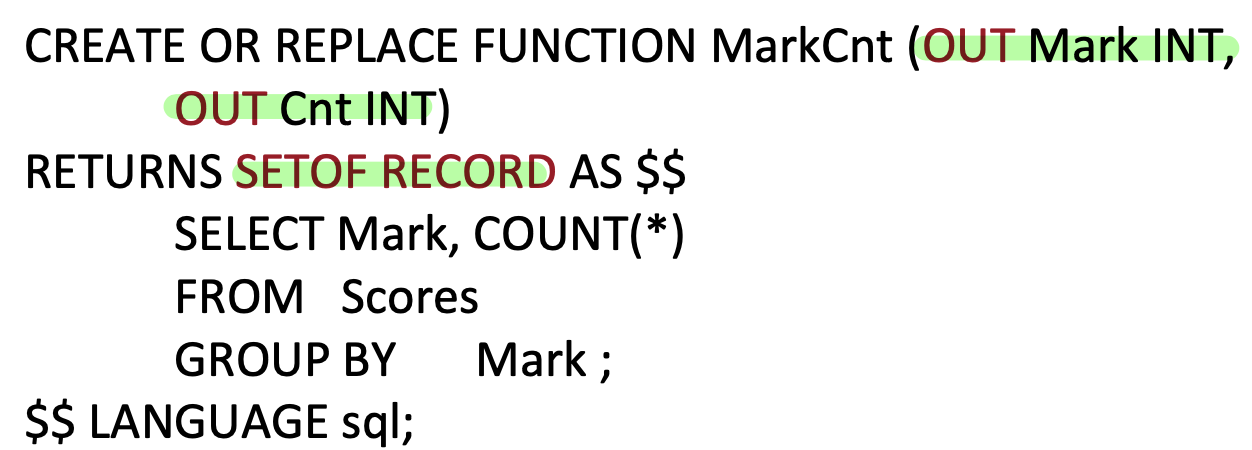 CREATE OR REPLACE FUNCTION MarkCnt (OUT Mark INT,
OUT Cnt INT)
RETURNS SETOF RECORD AS $$
SELECT Mark, COUNT(*)
FROM Scores
GROUP BY Mark ;
$$ LANGUAGE sql;